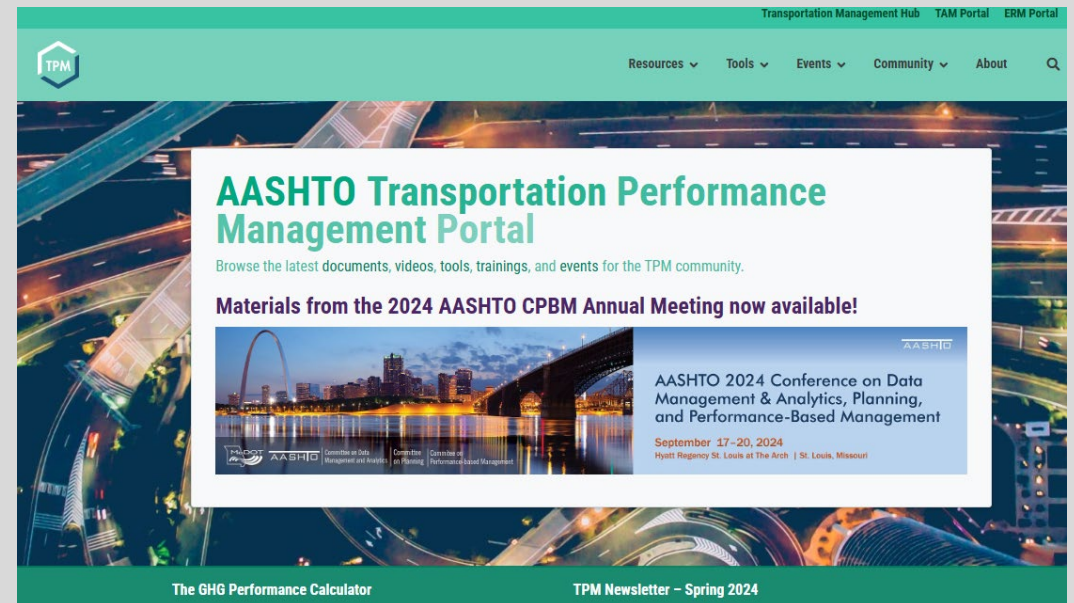 Transportation Management Hub TAM Portal ERM Portal
TPM
Resources Tools Events Community About
AASHTO Transportation Performance
Management Portal
Browse the latest documents, videos, tools, trainings, and events for the TPM community.
Materials from the 2024 AASHTO CPBM Annual Meeting now available!
AASHTO
AASHTO 2024 Conference on Data
Management & Analytics, Planning,
and Performance-Based Management
September 17–20, 2024
Hyatt Regency St. Louis at The Arch | St. Louis, Missouri
MoDOT AASHTO
Committee on Data
Management and Analytics
Committee
on Planning
Committee on
Performance-based Management
The GHG Performance Calculator TPM Newsletter – Spring 2024